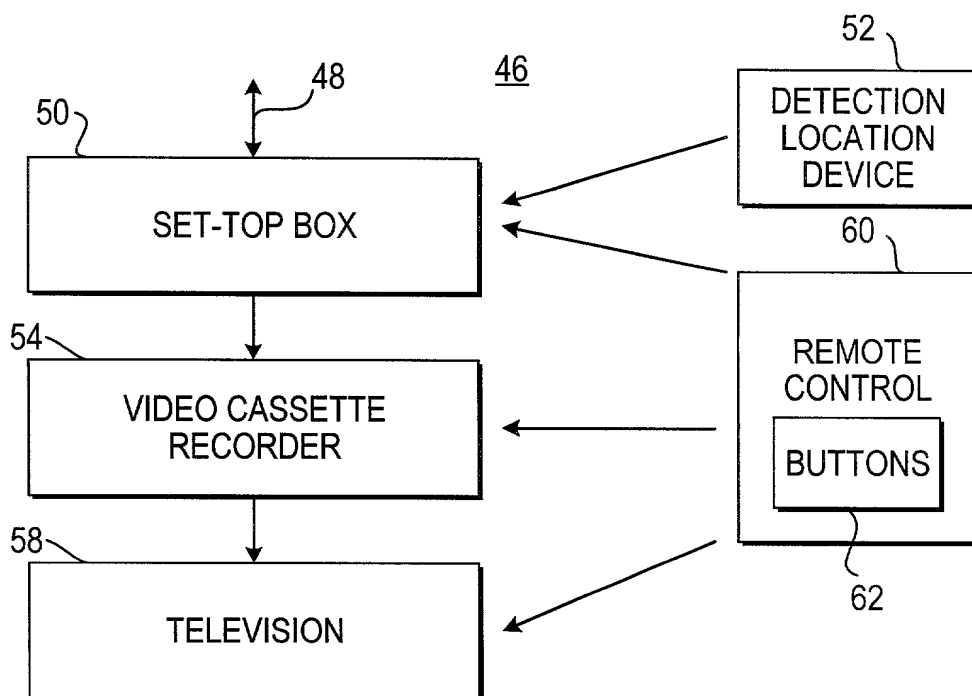 52
46
48
50
DETECTION
LOCATION
DEVICE
SET-TOP BOX
60
54
REMOTE
CONTROL
VIDEO CASSETTE
RECORDER
BUTTONS
58
62
TELEVISION